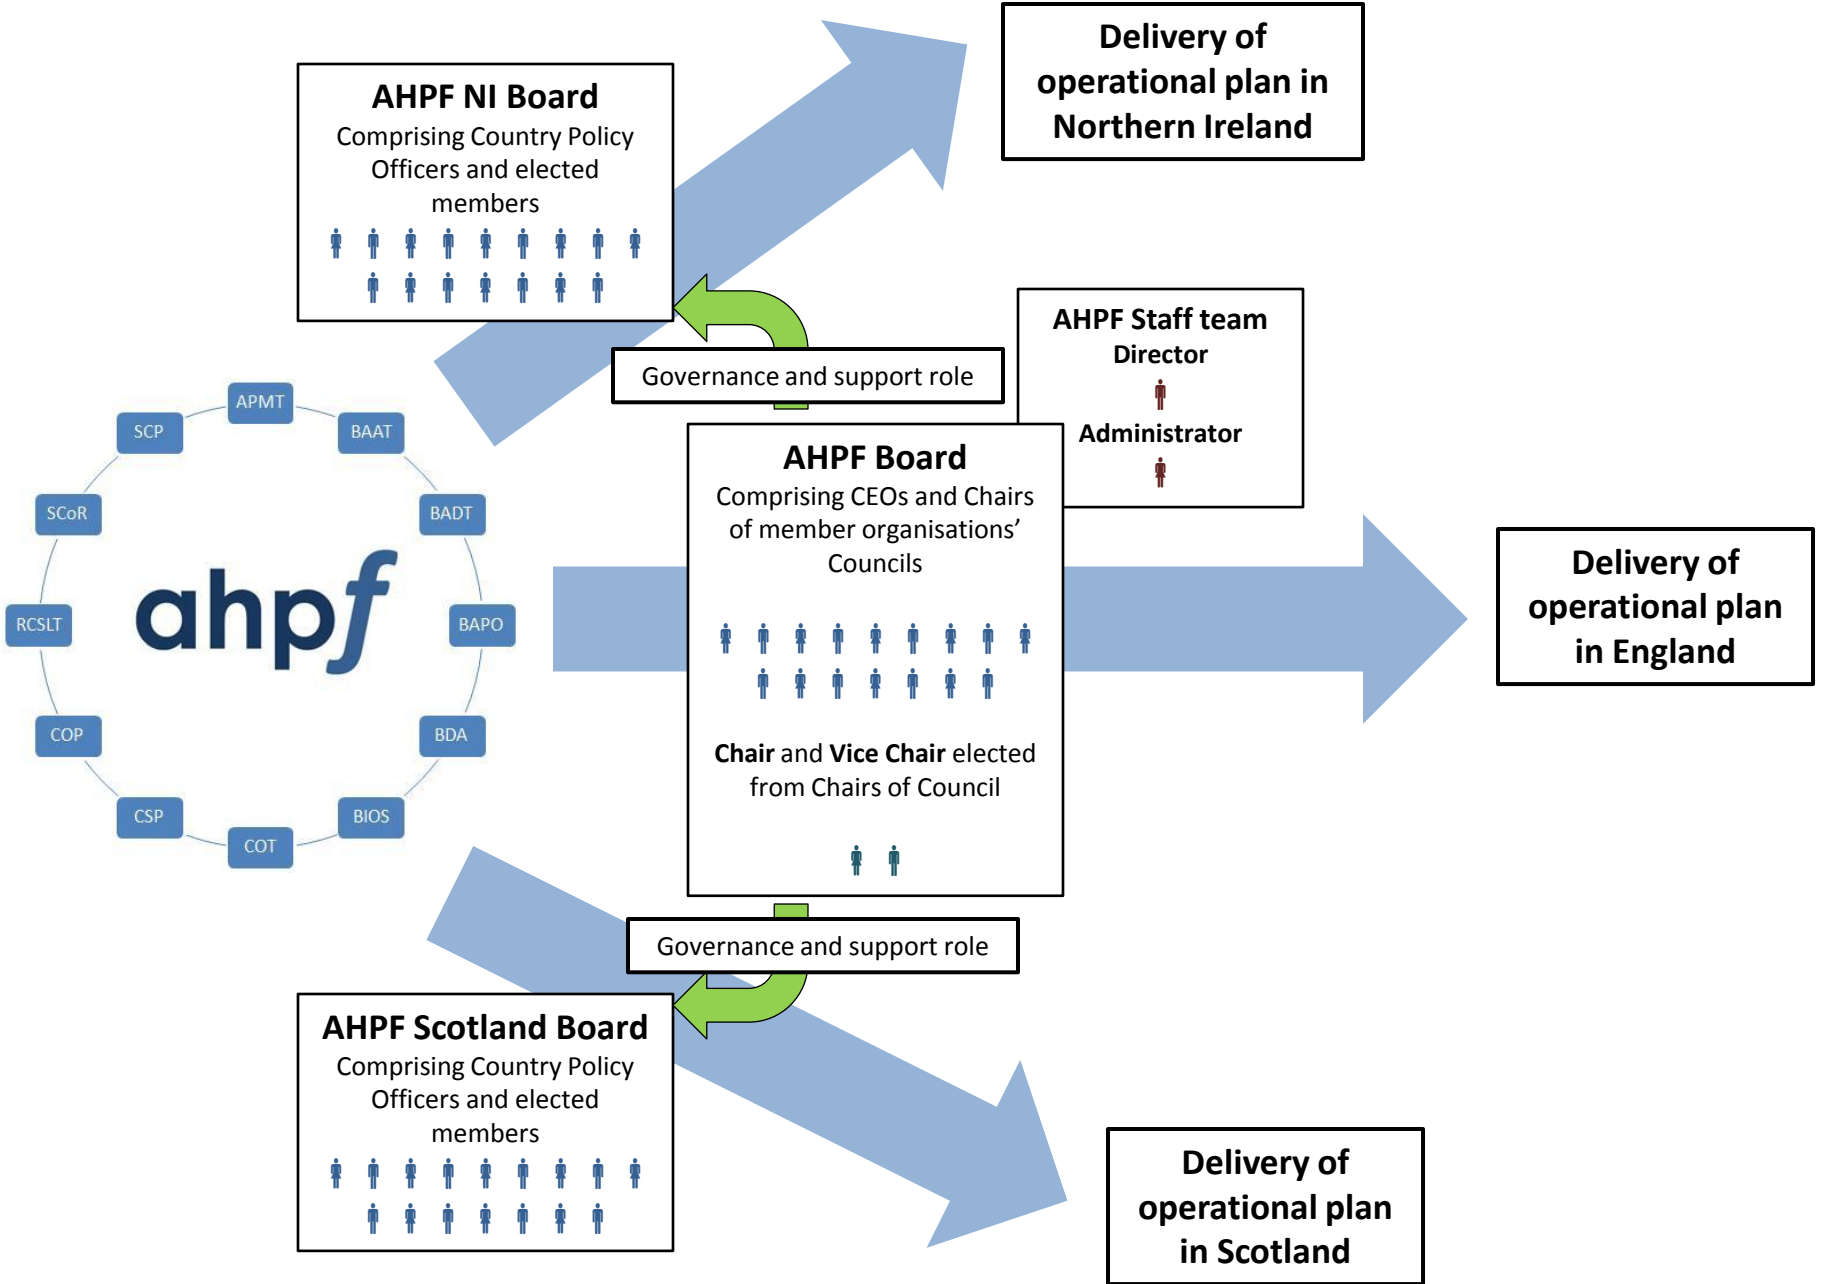 AHPF NI Board
Comprising Country Policy
Officers and elected
members
Delivery of
operational plan in
Northern Ireland
Governance and support role
AHPF Staff team
Director
Administrator
APMT
BAAT
BADT
BAPO
BDA
BIOS
COT
CSP
COP
RCSLT
SCoR
SCP
ahpf
AHPF Board
Comprising CEOs and Chairs
of member organisations’
Councils
Chair and Vice Chair elected
from Chairs of Council
Delivery of
operational plan
in England
Governance and support role
AHPF Scotland Board
Comprising Country Policy
Officers and elected
members
Delivery of
operational plan
in Scotland